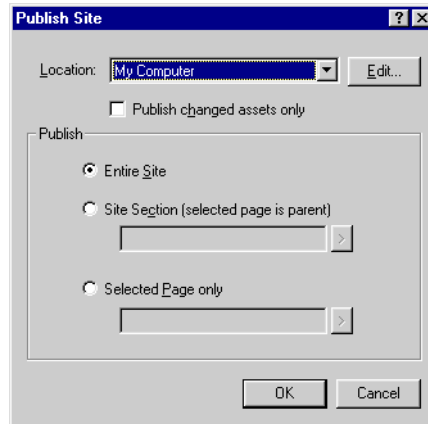 Publish Site
Location: My Computer Edit...
Publish changed assets only
Publish
Entire Site
Site Section (selected page is parent)
>
Selected Page only
>
OK Cancel